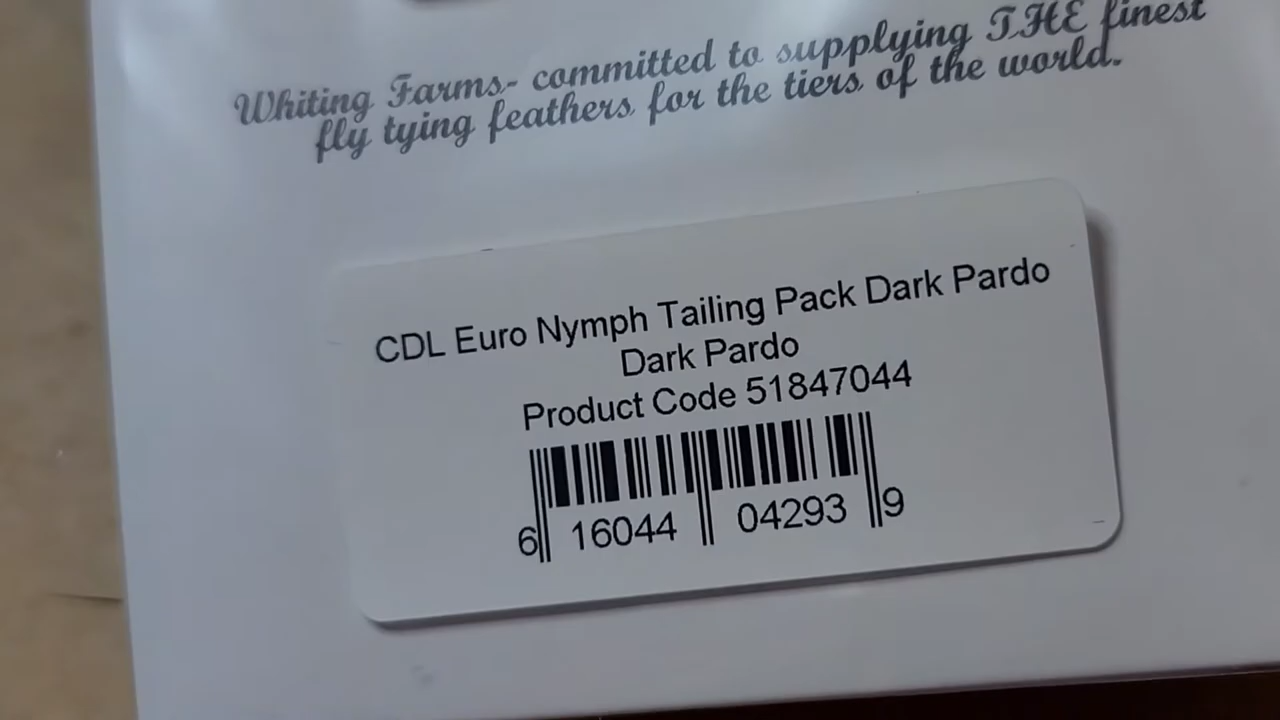 Whiting Farms- committed to supplying THE finest
fly tying feathers for the tiers of the world.
CDL Euro Nymph Tailing Pack Dark Pardo
Dark Pardo
Product Code 51847044
6 16044 04293 9